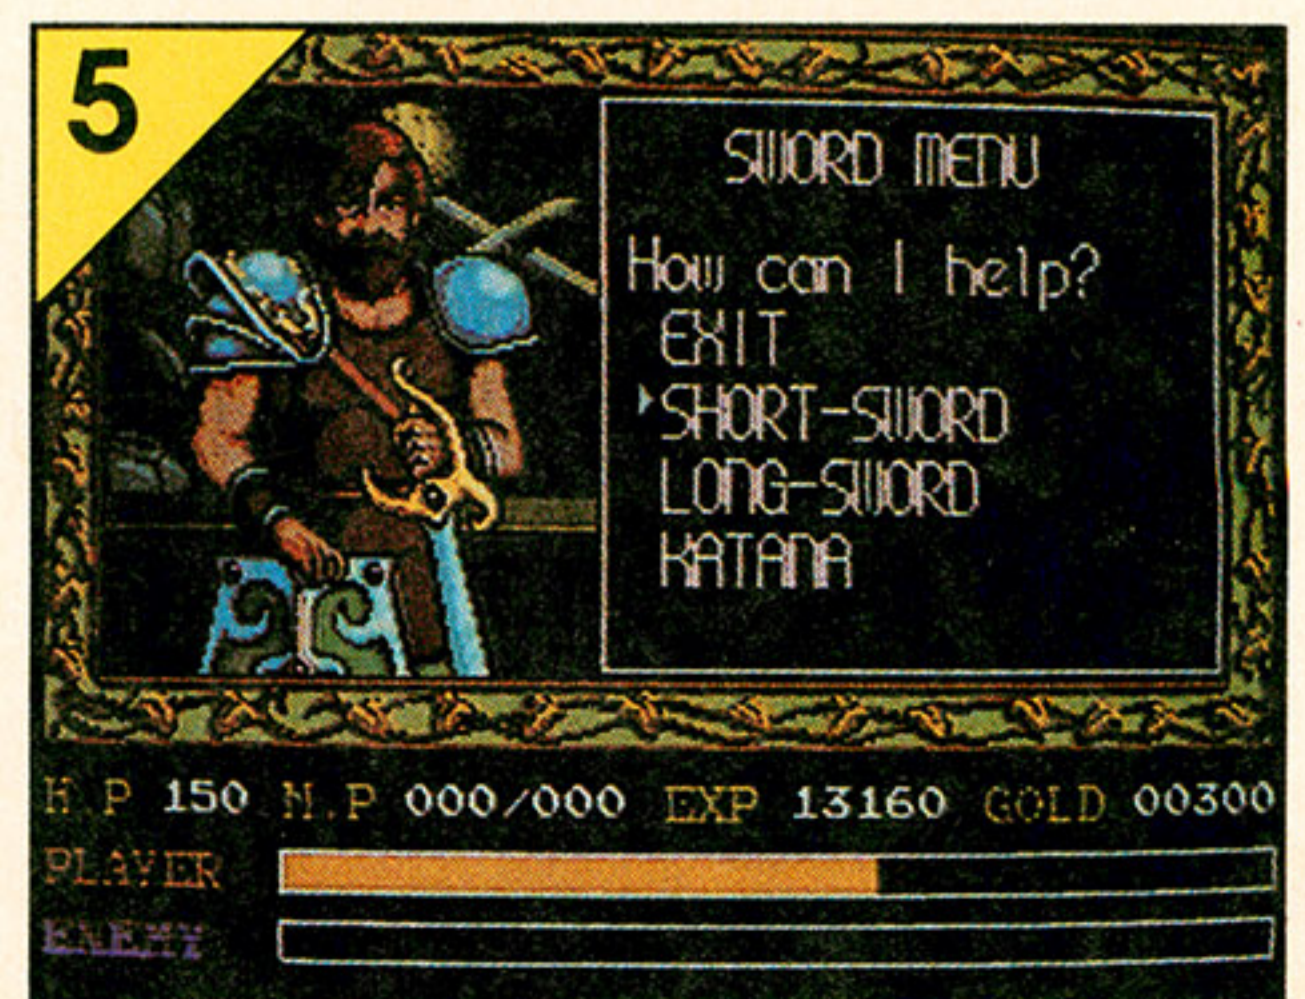 5
SWORD MENU
How can I help?
EXIT
SHORT-SWORD
LONG-SWORD
KATANA
H.P 150 M.P 000/000 EXP 13160 GOLD 00300
PLAYER
ENEMY